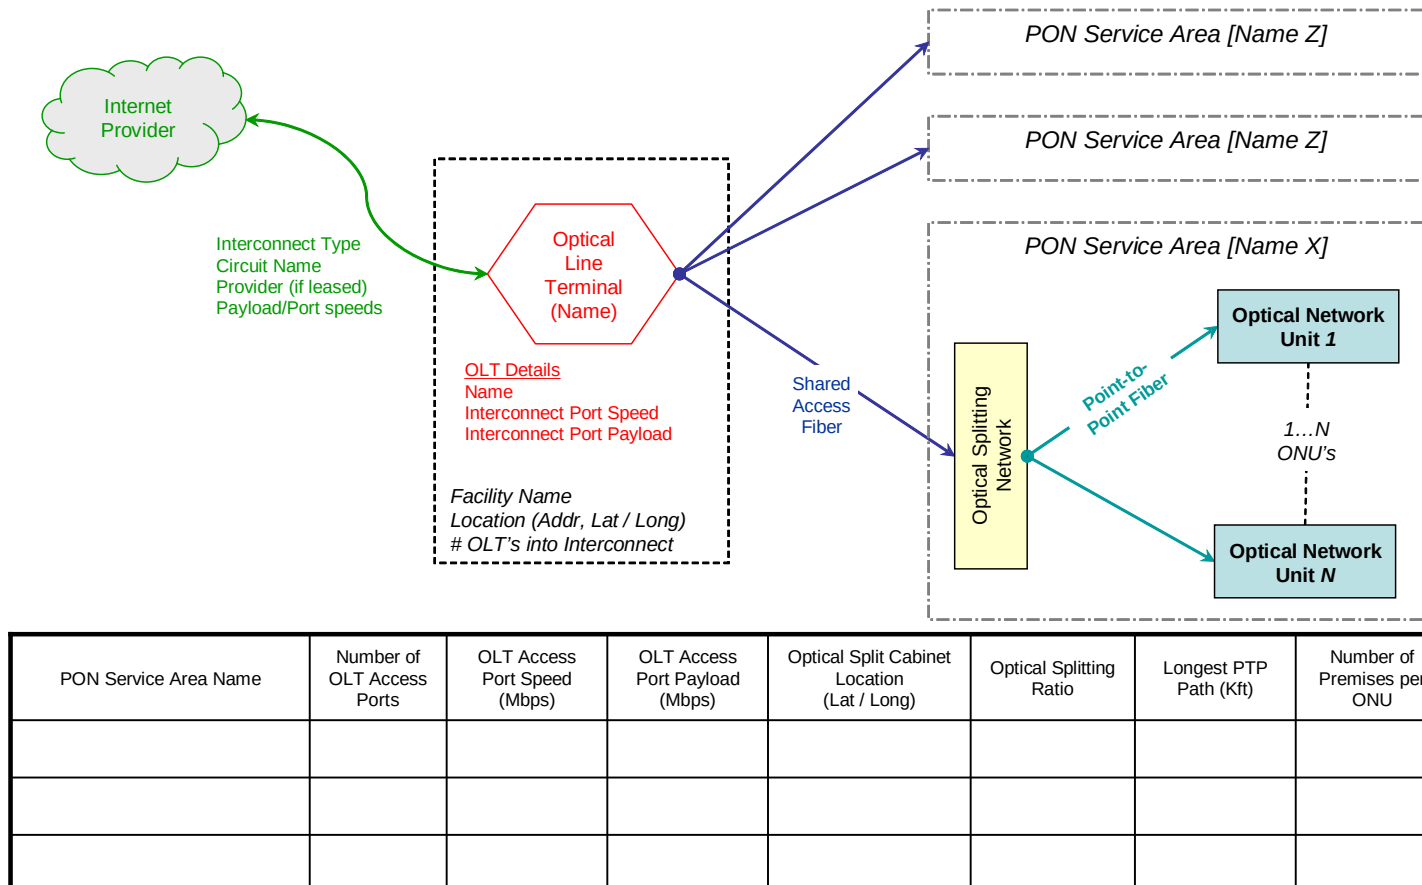 PON Service Area [Name Z]
Internet
Provider
PON Service Area [Name Z]
Interconnect Type
Circuit Name
Provider (if leased)
Payload/Port speeds
Optical
Line
Terminal
(Name)
OLT Details
Name
Interconnect Port Speed
Interconnect Port Payload
Facility Name
Location (Addr, Lat / Long)
# OLT's into Interconnect
Shared
Access
Fiber
PON Service Area [Name X]
Optical Splitting
Network
Point-to-
Point Fiber
Optical Network
Unit 1
1…N
ONU's
Optical Network
Unit N
PON Service Area Name
Number of
OLT Access
Ports
OLT Access
Port Speed
(Mbps)
OLT Access
Port Payload
(Mbps)
Optical Split Cabinet
Location
(Lat / Long)
Optical Splitting
Ratio
Longest PTP
Path (Kft)
Number of
Premises per
ONU